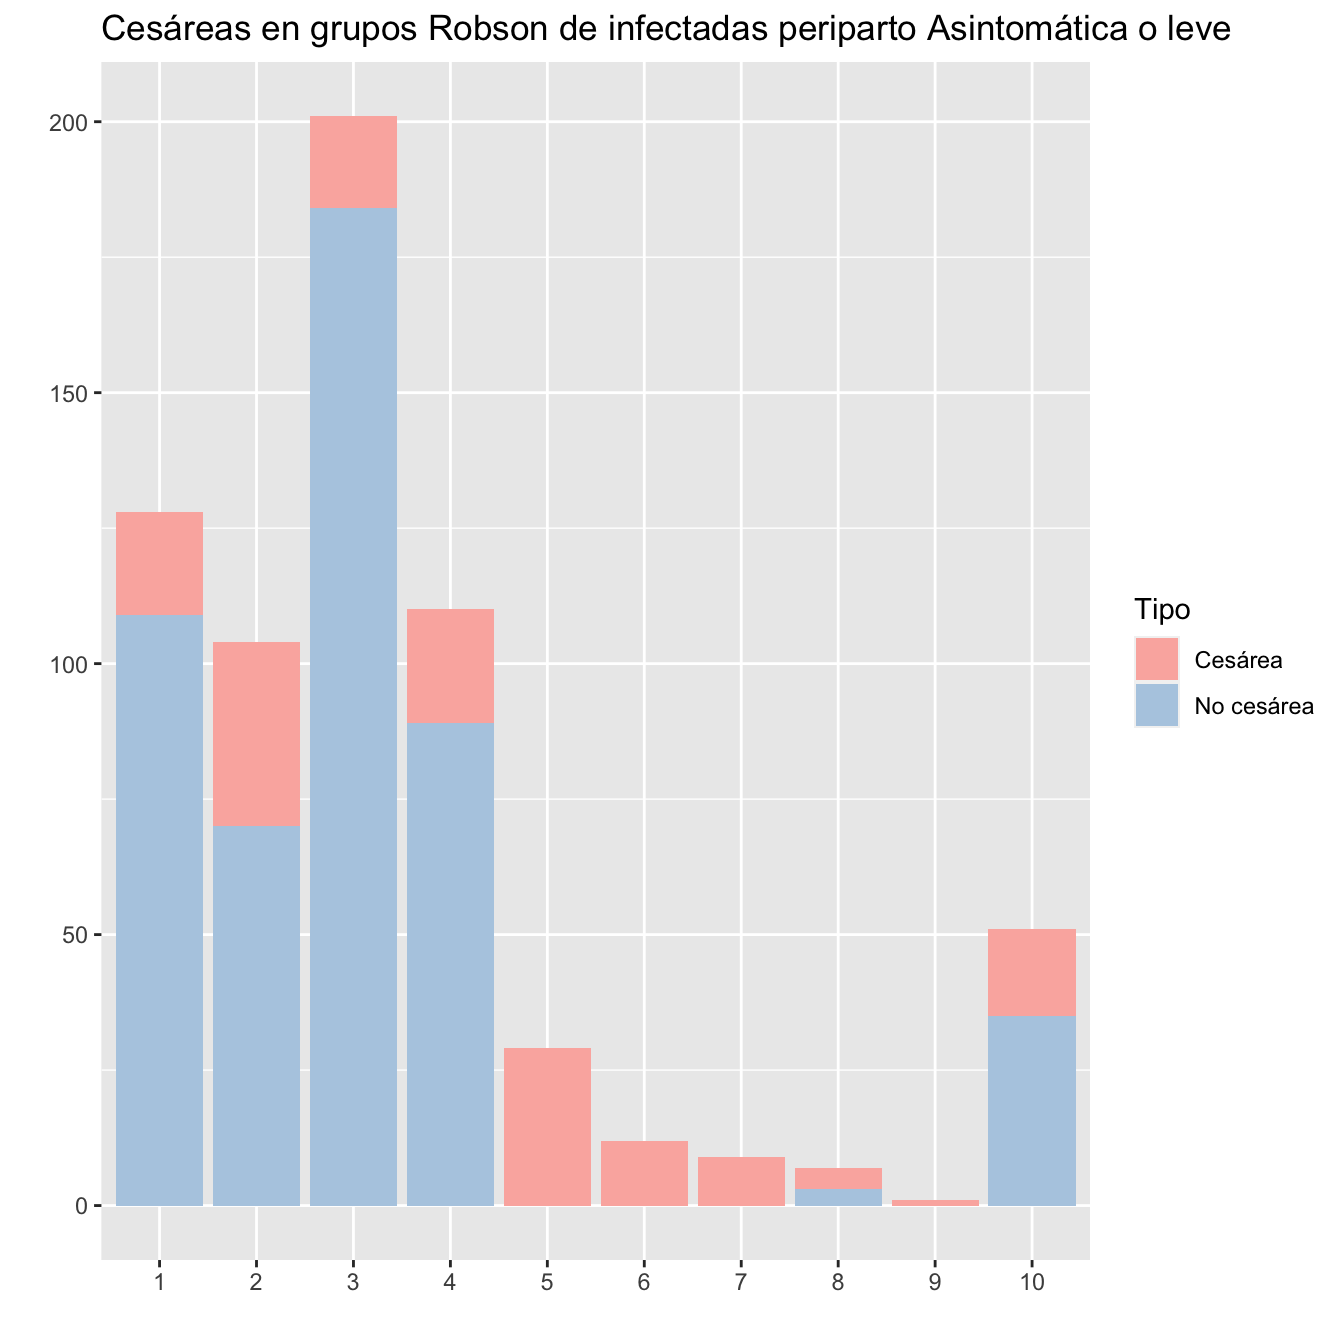 Cesáreas en grupos Robson de infectadas periparto Asintomática o leve
200
150
100
50
0
1 2 3 4 5 6 7 8 9 10
Tipo
Cesárea
No cesárea